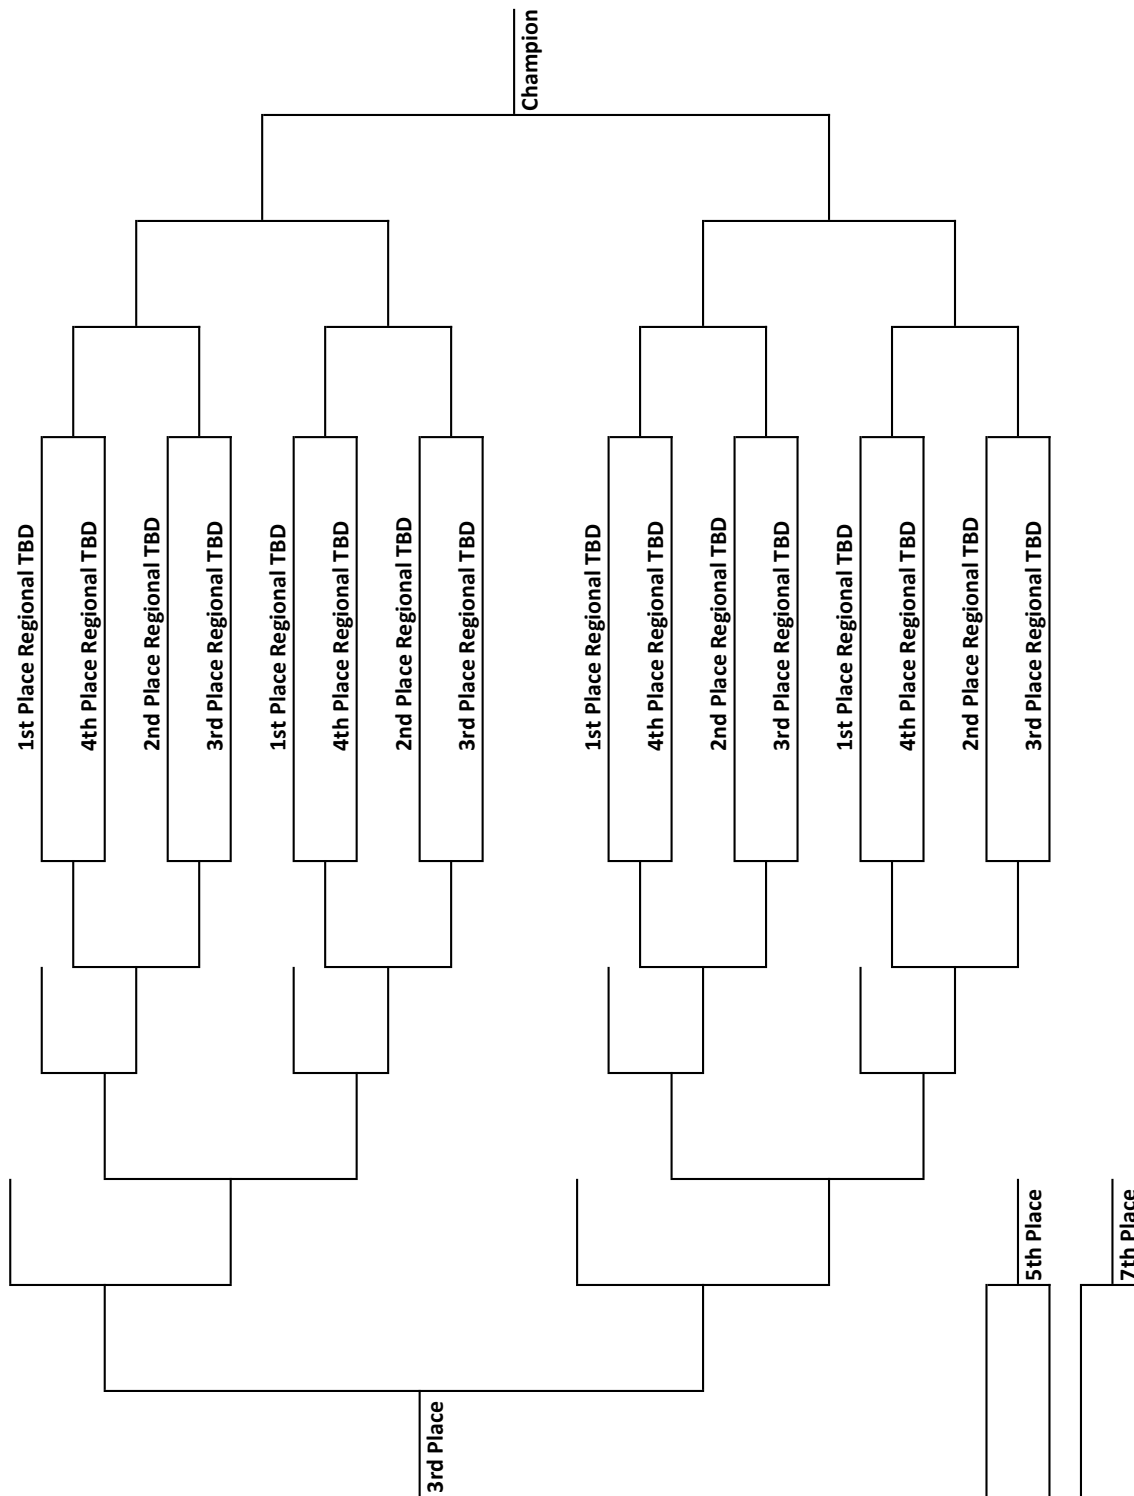 Champion
1st Place Regional TBD
4th Place Regional TBD
2nd Place Regional TBD
3rd Place Regional TBD
1st Place Regional TBD
4th Place Regional TBD
2nd Place Regional TBD
3rd Place Regional TBD
1st Place Regional TBD
4th Place Regional TBD
2nd Place Regional TBD
3rd Place Regional TBD
1st Place Regional TBD
4th Place Regional TBD
2nd Place Regional TBD
3rd Place Regional TBD
5th Place
7th Place
3rd Place